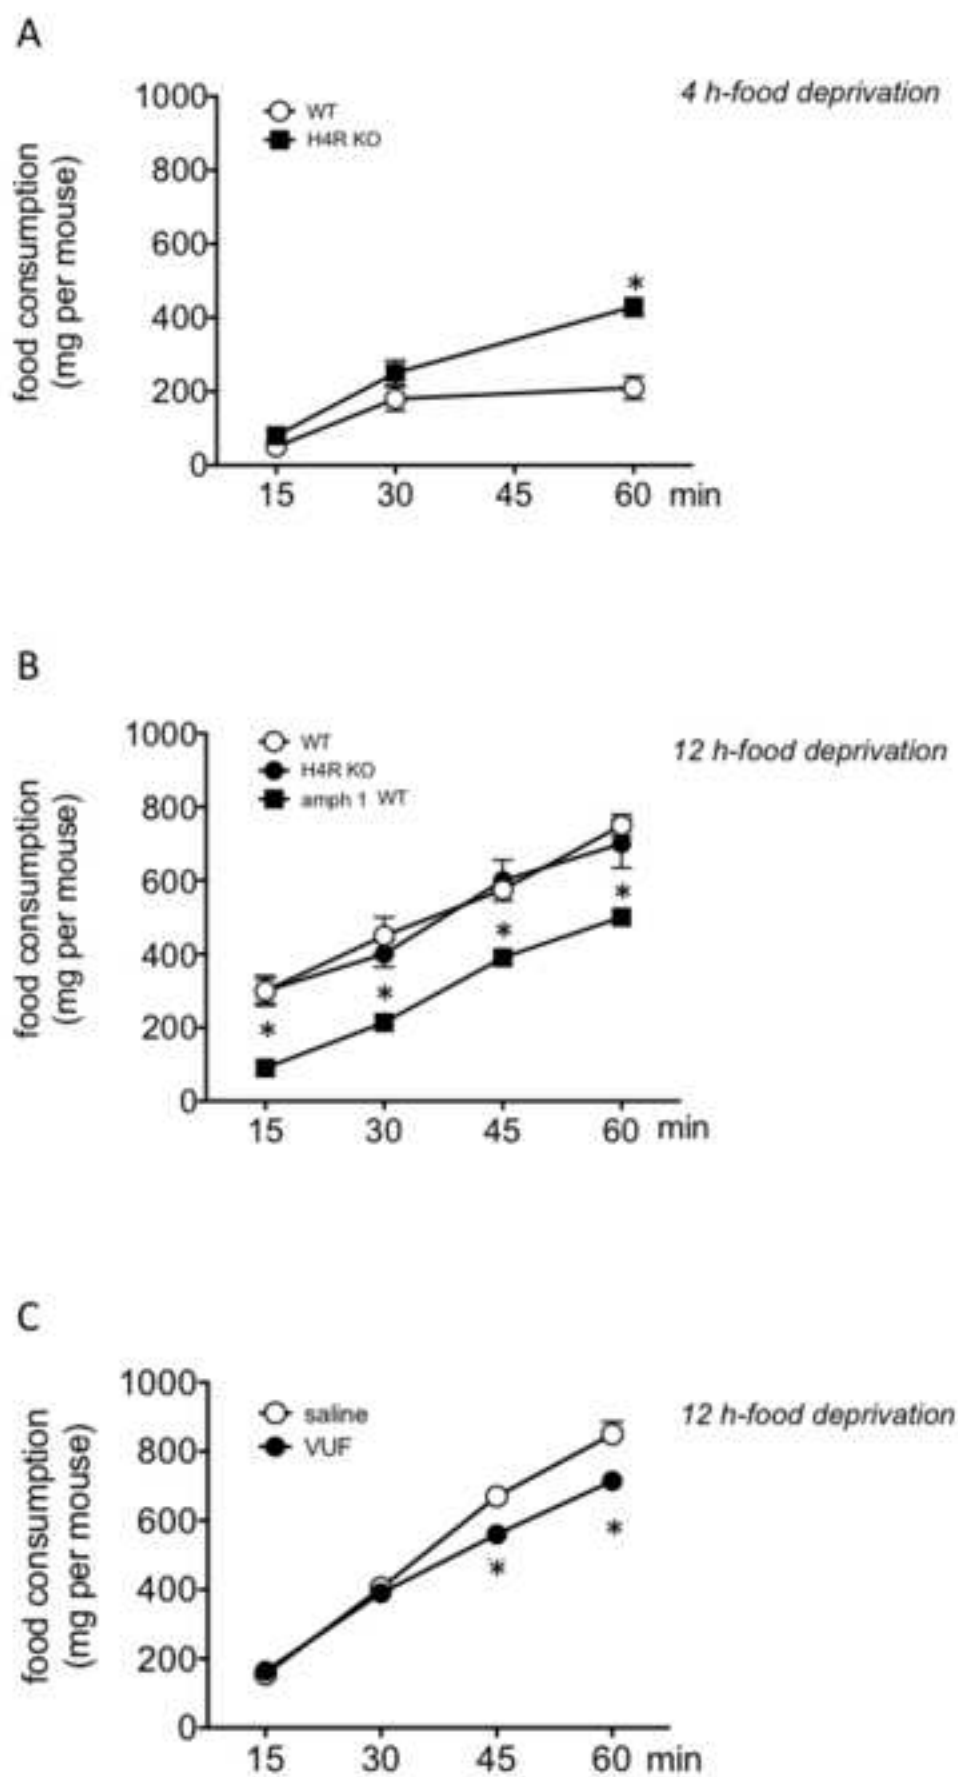 A
4 h-food deprivation
WT
H4R KO
food consumption
(mg per mouse)
1000
800
600
400
200
0
*
15 30 45 60 min
B
12 h-food deprivation
WT
H4R KO
amph 1 WT
food consumption
(mg per mouse)
1000
800
600
400
200
0
* * * *
15 30 45 60 min
C
12 h-food deprivation
saline
VUF
food consumption
(mg per mouse)
1000
800
600
400
200
0
* *
15 30 45 60 min